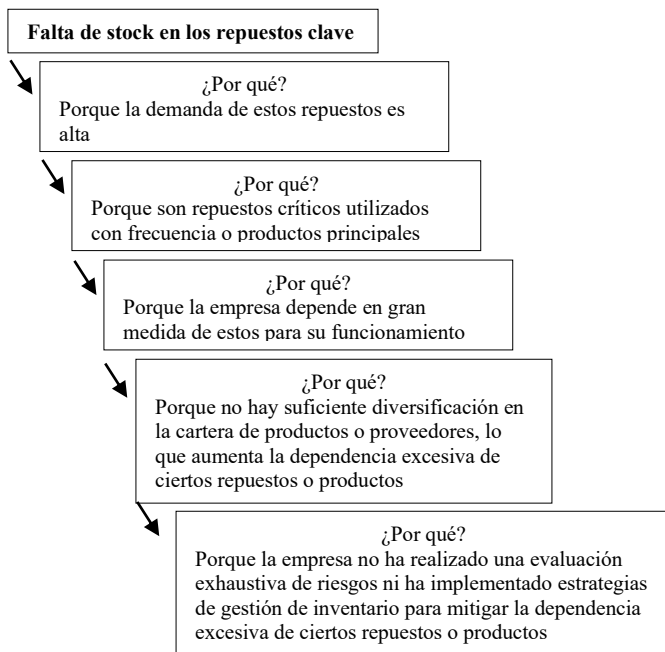 Falta de stock en los repuestos clave
¿Por qué?
Porque la demanda de estos repuestos es
alta
¿Por qué?
Porque son repuestos críticos utilizados
con frecuencia o productos principales
¿Por qué?
Porque la empresa depende en gran
medida de estos para su funcionamiento
¿Por qué?
Porque no hay suficiente diversificación en
la cartera de productos o proveedores, lo
que aumenta la dependencia excesiva de
ciertos repuestos o productos
¿Por qué?
Porque la empresa no ha realizado una evaluación
exhaustiva de riesgos ni ha implementado estrategias
de gestión de inventario para mitigar la dependencia
excesiva de ciertos repuestos o productos